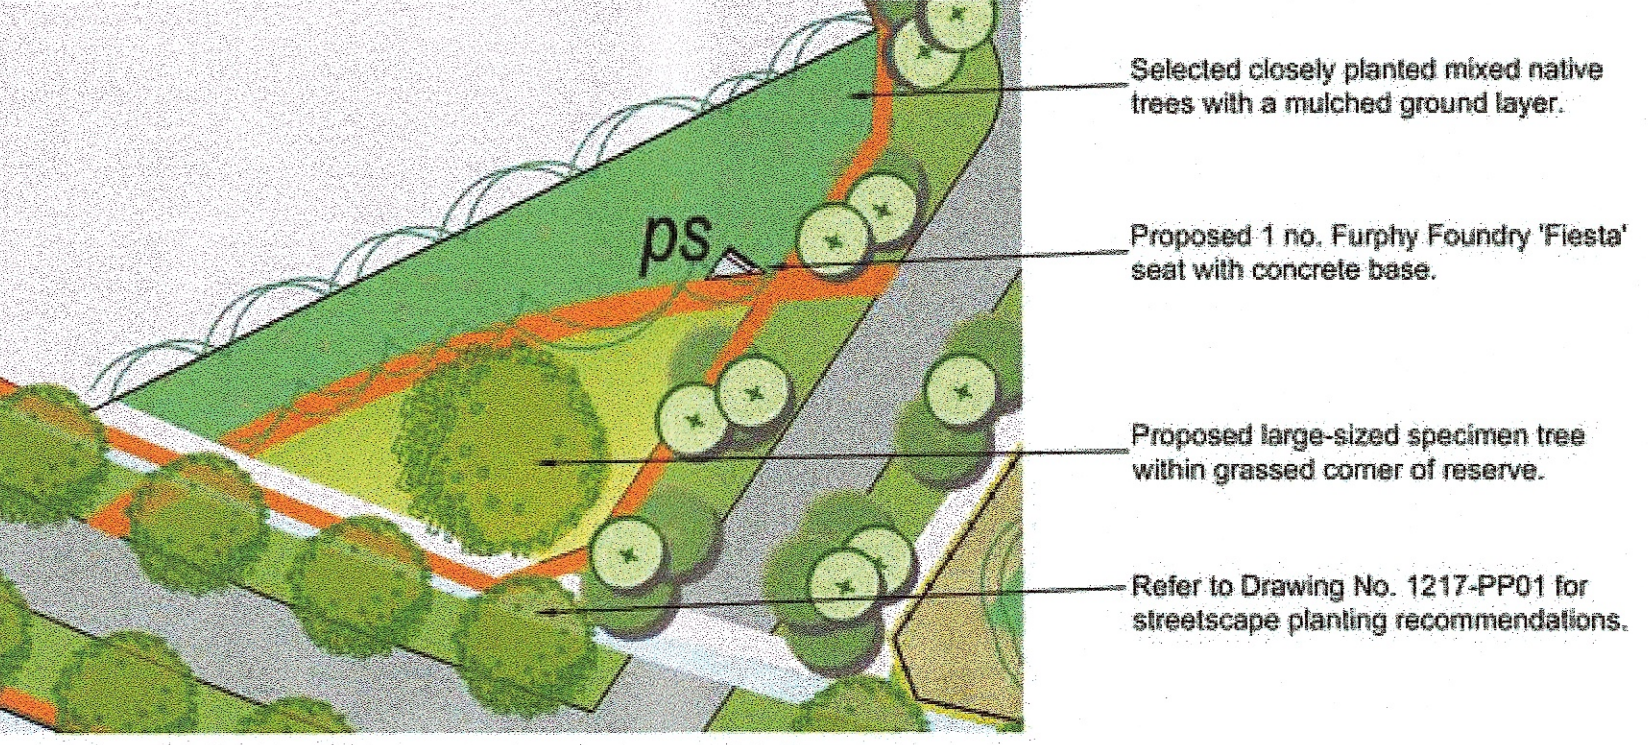 Selected closely planted mixed native
trees with a mulched ground layer.
ps
Proposed 1 no. Furphy Foundry 'Fiesta'
seat with concrete base.
Proposed large-sized specimen tree
within grassed corner of reserve.
Refer to Drawing No. 1217-PP01 for
streetscape planting recommendations.